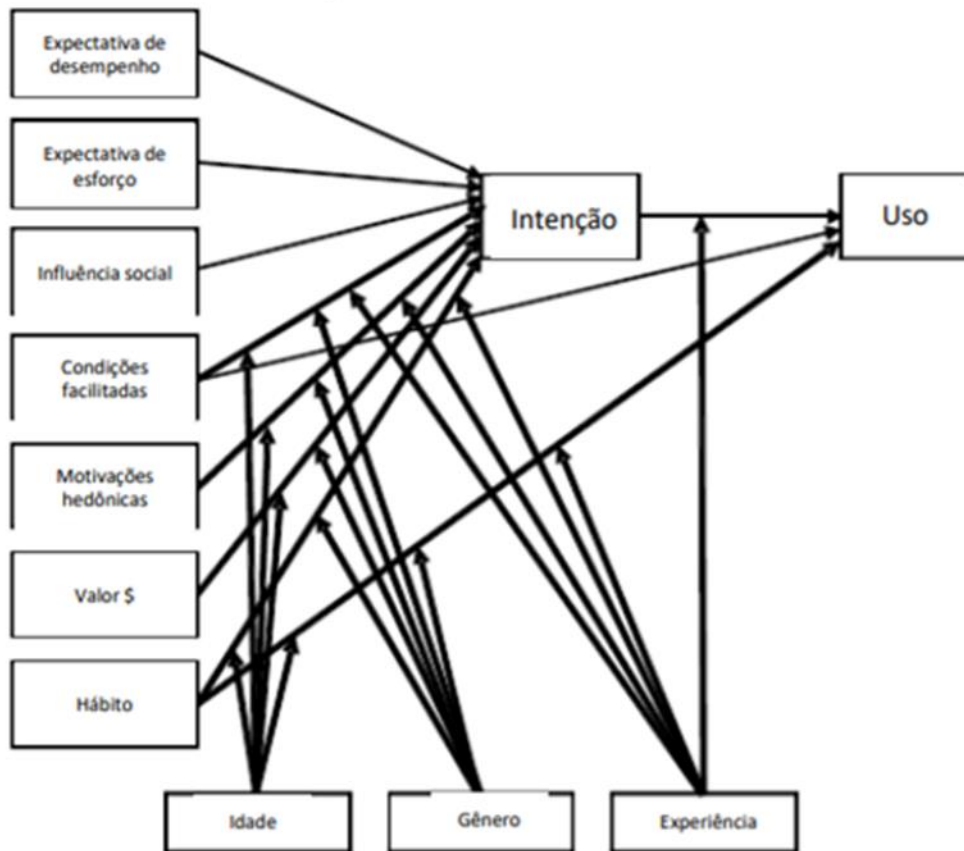 Expectativa de
desempenho
Expectativa de
esforço
Influência social
Condições
facilitadas
Motivações
hedônicas
Valor $
Hábito
Intenção
Uso
Idade
Gênero
Experiência